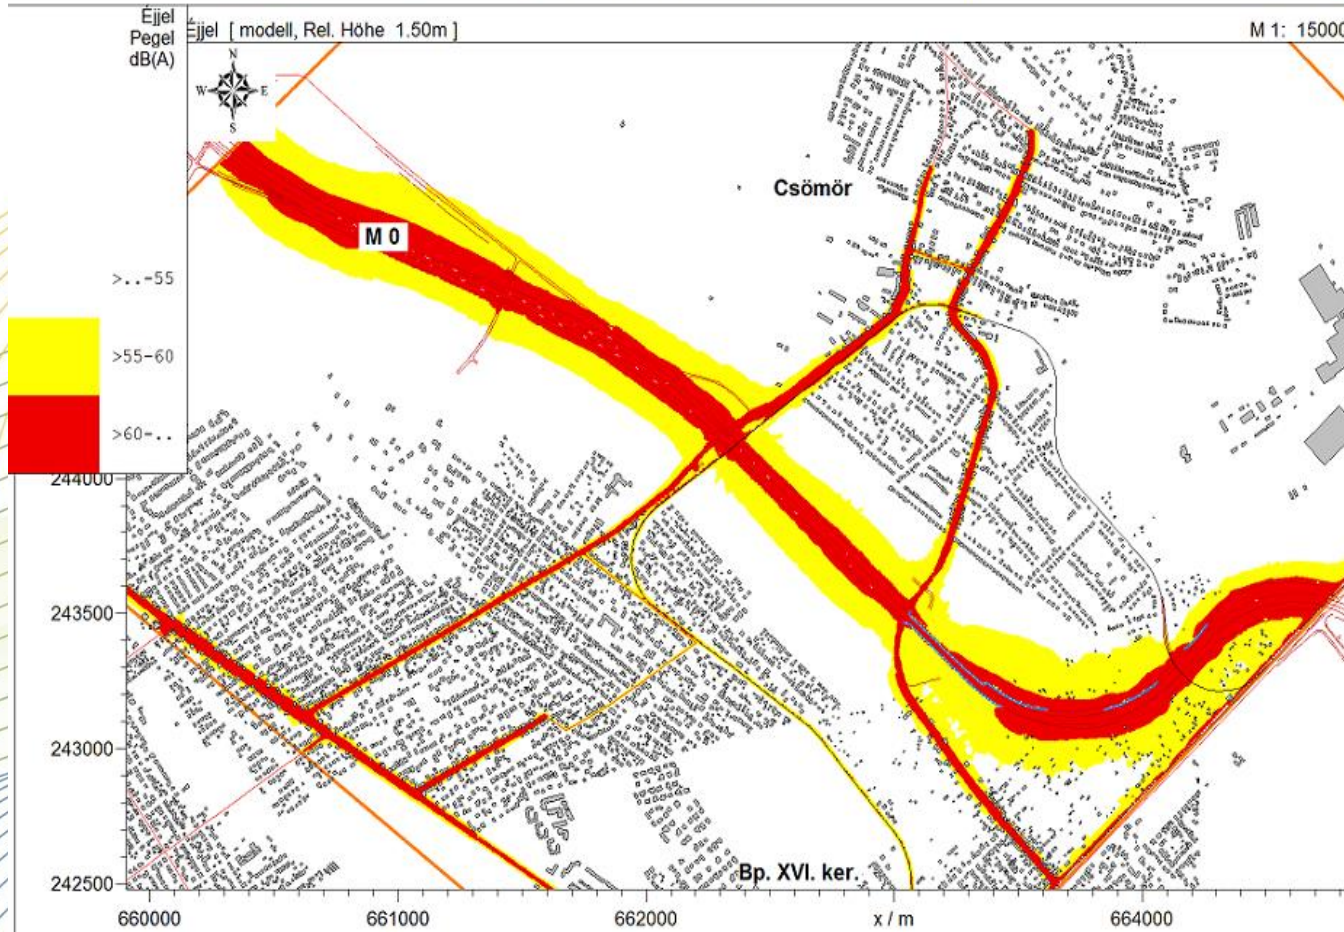 Éjjel
Pegel
dB(A)
Éjjel [ modell, Rel. Höhe 1.50m ]
M 1: 15000
N
W E
S
>..-55
>55-60
>60-..
M 0
Csömör
Bp. XVI. ker.
244000
243500
243000
242500
660000 661000 662000 x / m 664000